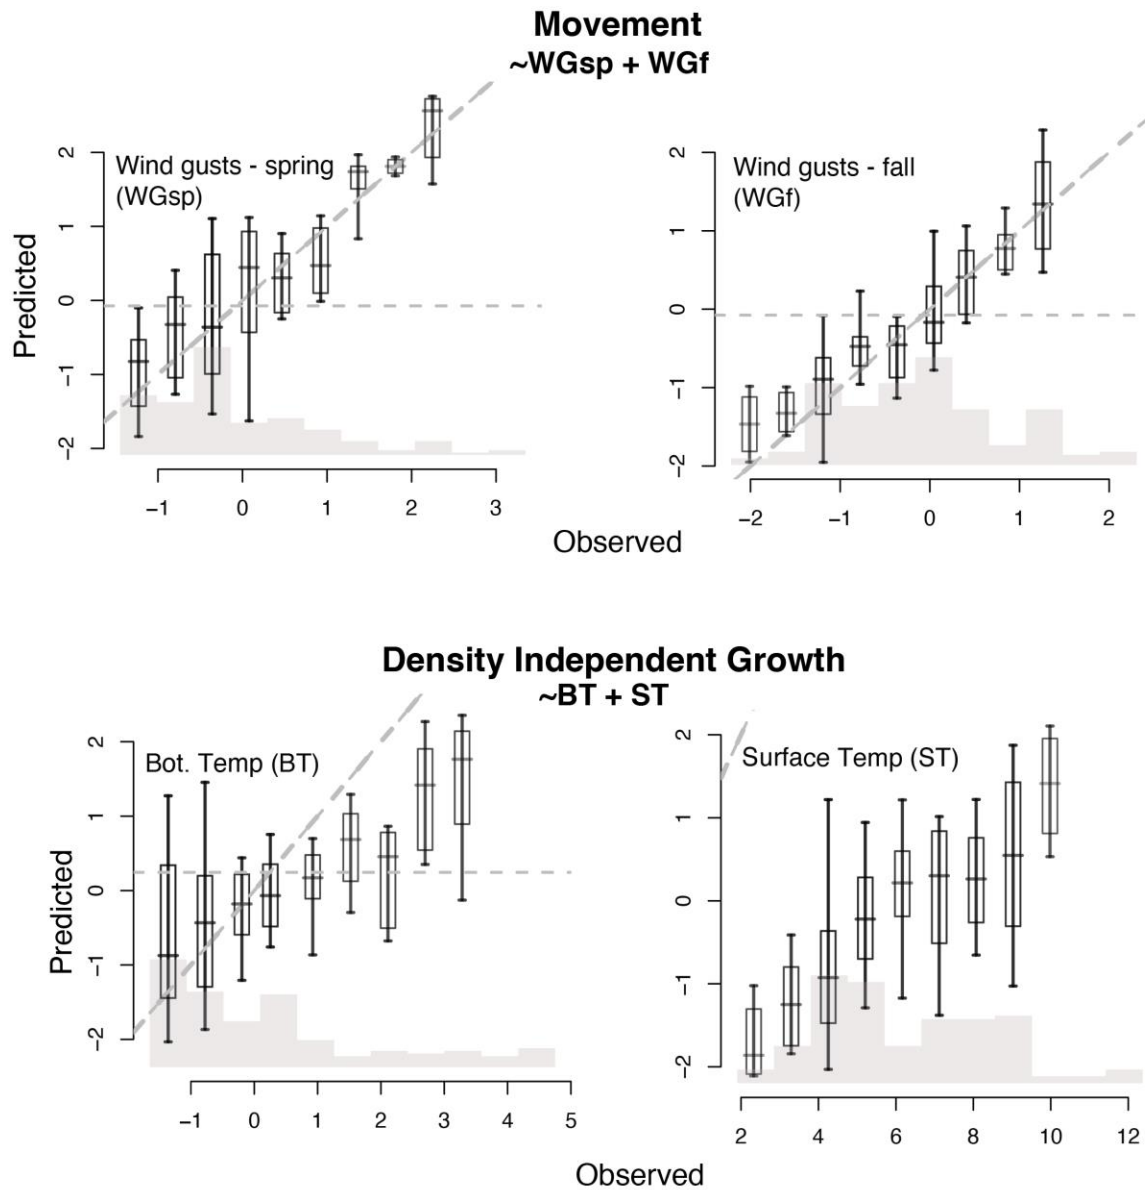 Movement
~WGsp + WGf
Wind gusts - spring
(WGsp)
Predicted
2
1
0
−1
−2
−1 0 1 2 3
Wind gusts - fall
(WGf)
2
1
0
−1
−2
−2 −1 0 1 2
Observed
Density Independent Growth
~BT + ST
Bot. Temp (BT)
Predicted
2
1
0
−1
−2
−1 0 1 2 3 4 5
Surface Temp (ST)
2
1
0
−1
−2
2 4 6 8 10 12
Observed